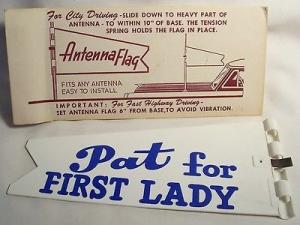 For City Driving-SLIDE DOWN TO HEAVY PART OF
ANTENNA - TO WITHIN 10" OF BASE. THE TENSION
SPRING HOLDS THE FLAG IN PLACE.
AntennaFlag
FITS ANY ANTENNA
EASY TO INSTALL
IMPORTANT: For Fast Highway Driving-
SET ANTENNA FLAG 6" FROM BASE,TO AVOID VIBRATION.
Pat for
FIRST LADY